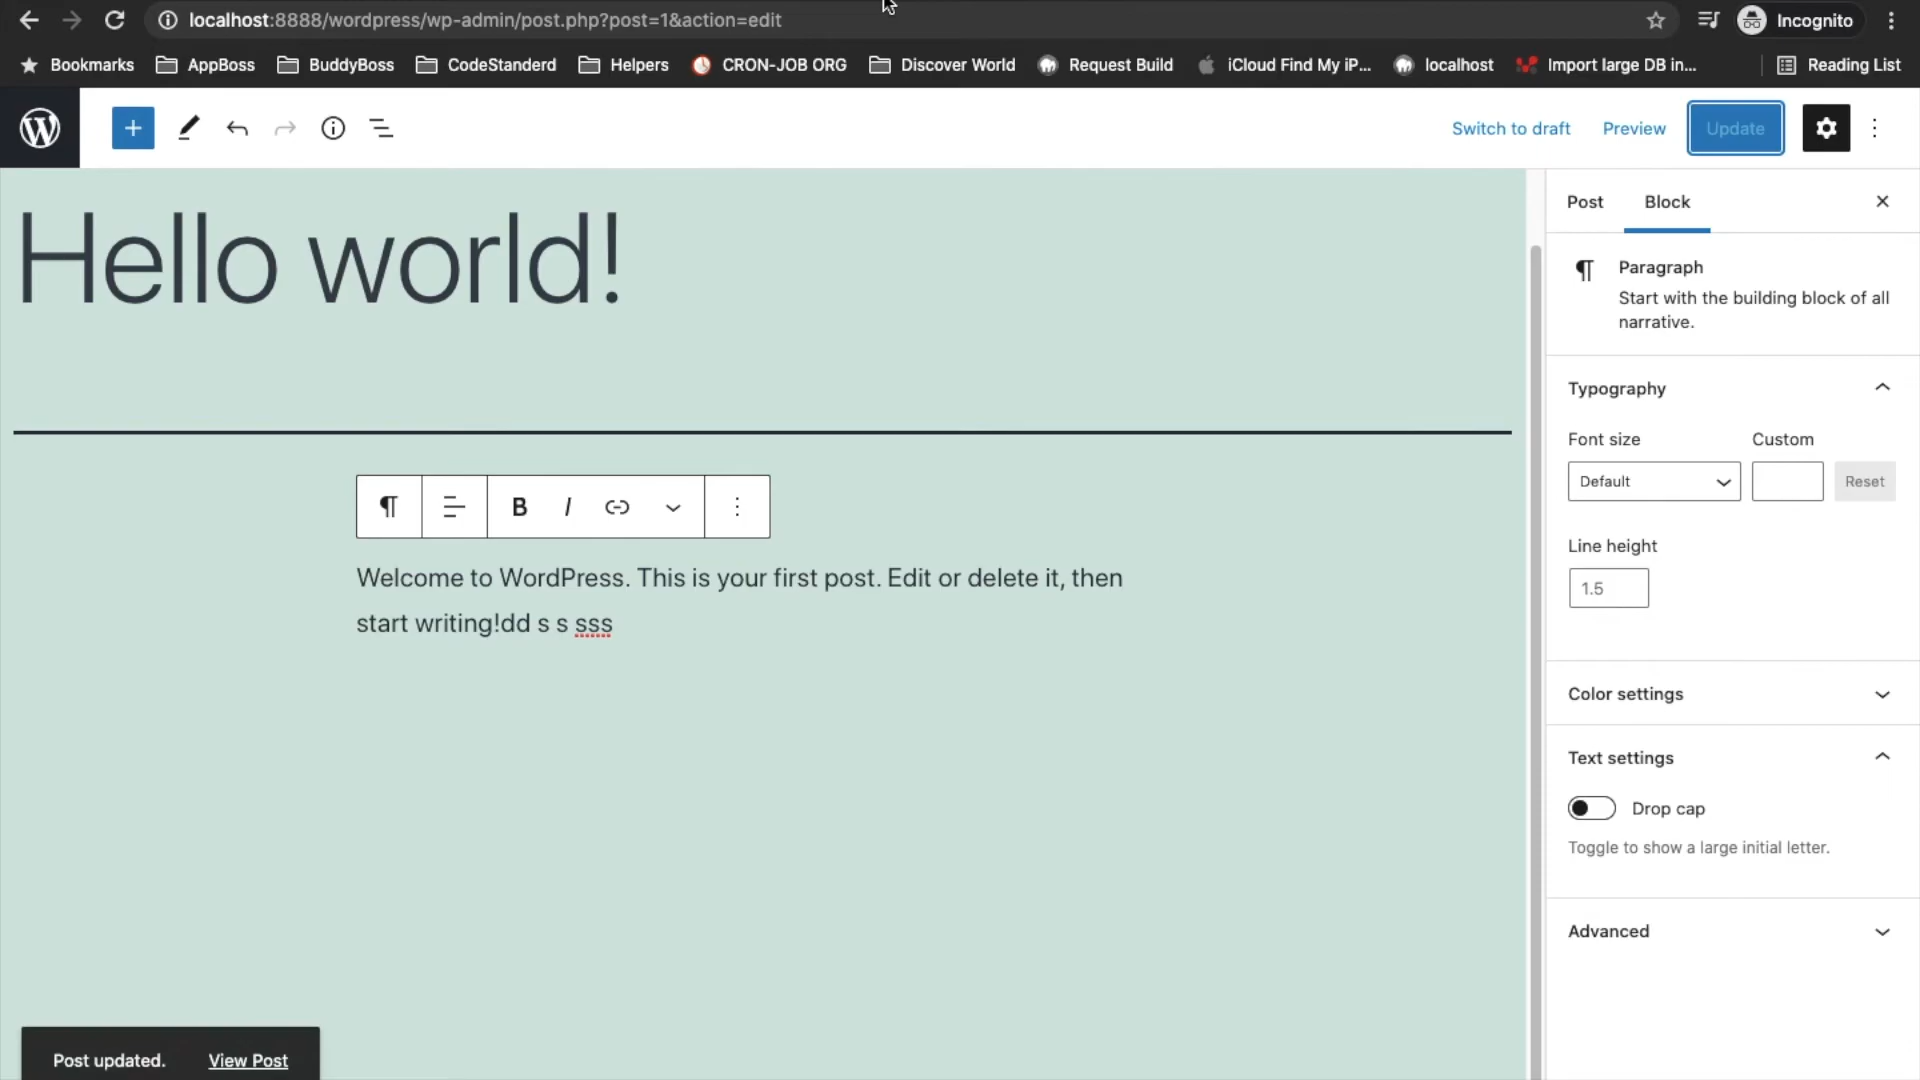 localhost:8888/wordpress/wp-admin/post.php?post=1&action=edit
Incognito
Bookmarks
AppBoss
BuddyBoss
CodeStanderd
Helpers
CRON-JOB ORG
Discover World
Request Build
iCloud Find My iP...
localhost
Import large DB in...
Reading List
Switch to draft
Preview
Update
Post
Block
Hello world!
Paragraph
Start with the building block of all
narrative.
Typography
Font size
Custom
Default
Reset
Line height
1.5
B
I
Welcome to WordPress. This is your first post. Edit or delete it, then
start writing!dd s s sss
Color settings
Text settings
Drop cap
Toggle to show a large initial letter.
Advanced
Post updated.
View Post